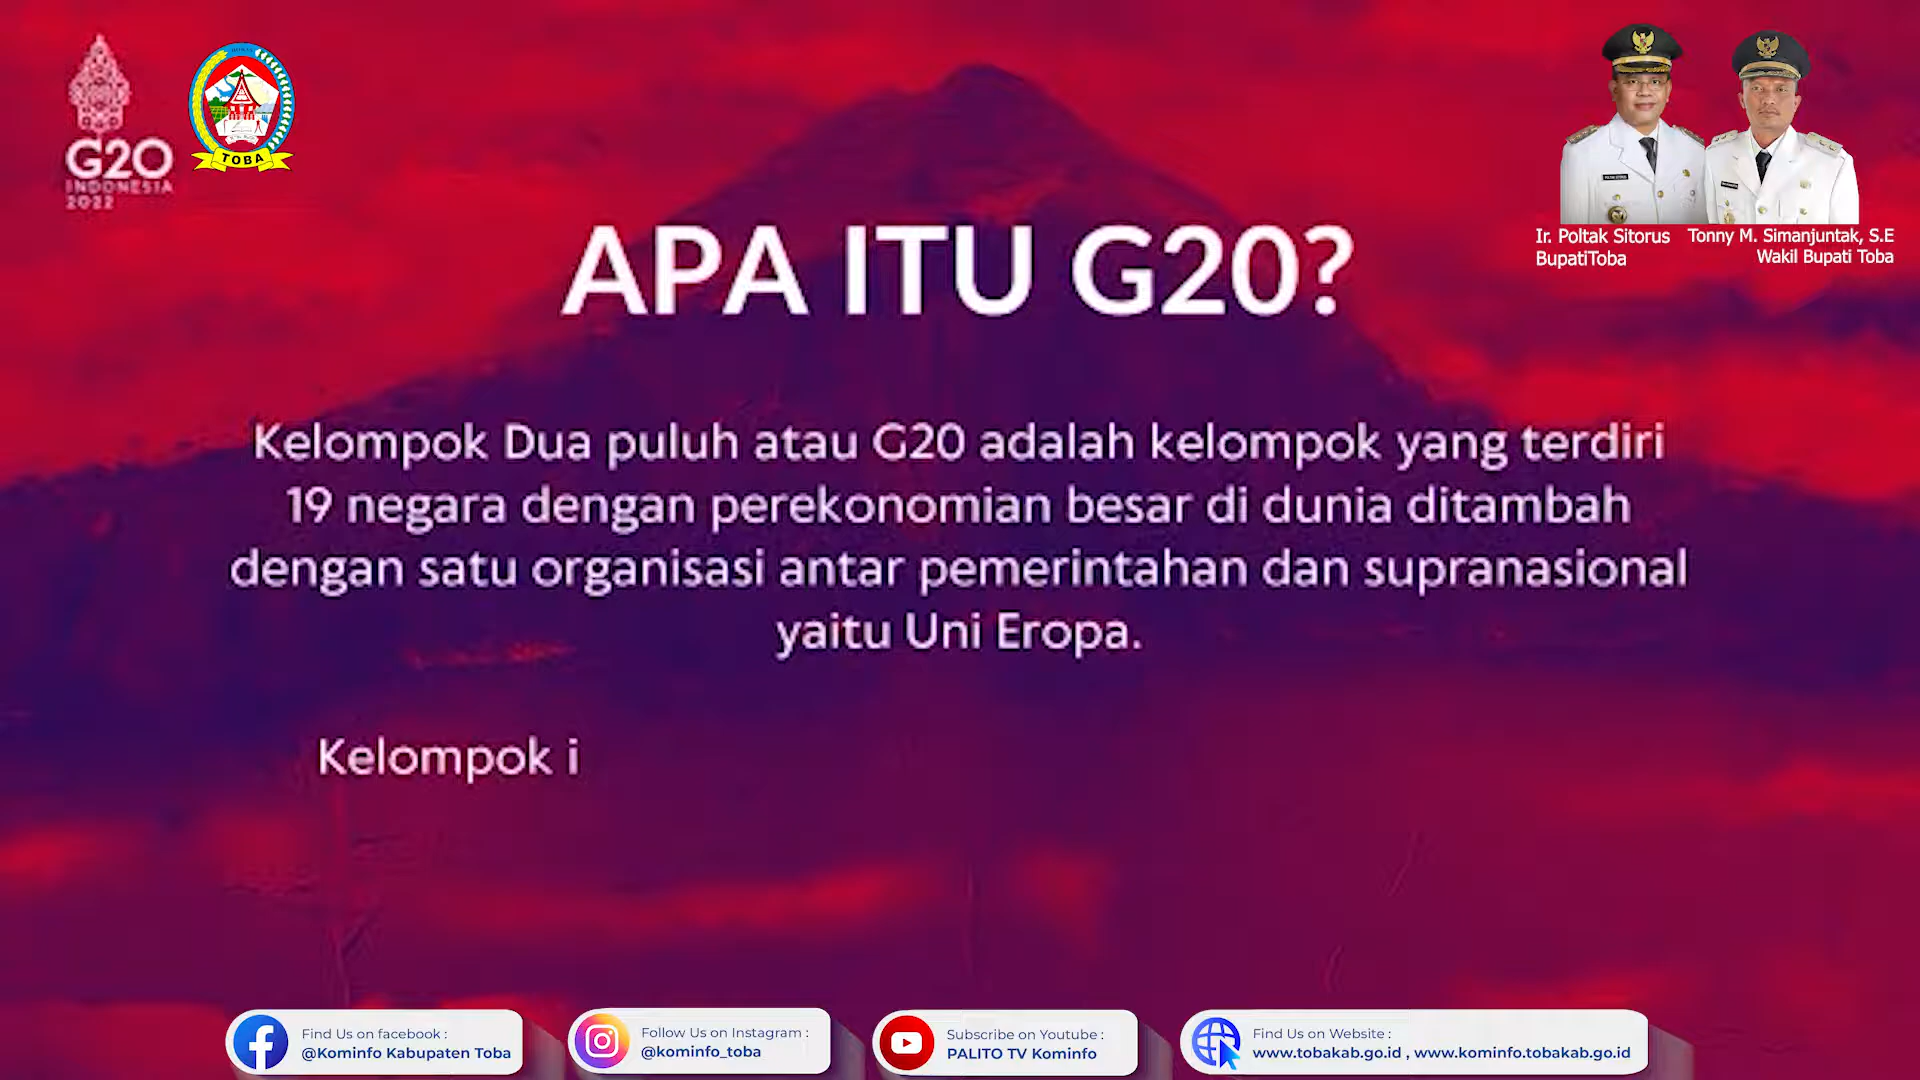 G20
INDONESIA
2022
TOBA
Ir. Poltak Sitorus
BupatiToba
Tonny M. Simanjuntak, S.E
Wakil Bupati Toba
APA ITU G20?
Kelompok Dua puluh atau G20 adalah kelompok yang terdiri
19 negara dengan perekonomian besar di dunia ditambah
dengan satu organisasi antar pemerintahan dan supranasional
yaitu Uni Eropa.
Kelompok i
Find Us on facebook :
@Kominfo Kabupaten Toba
Follow Us on Instagram :
@kominfo_toba
Subscribe on Youtube :
PALITO TV Kominfo
Find Us on Website :
www.tobakab.go.id , www.kominfo.tobakab.go.id